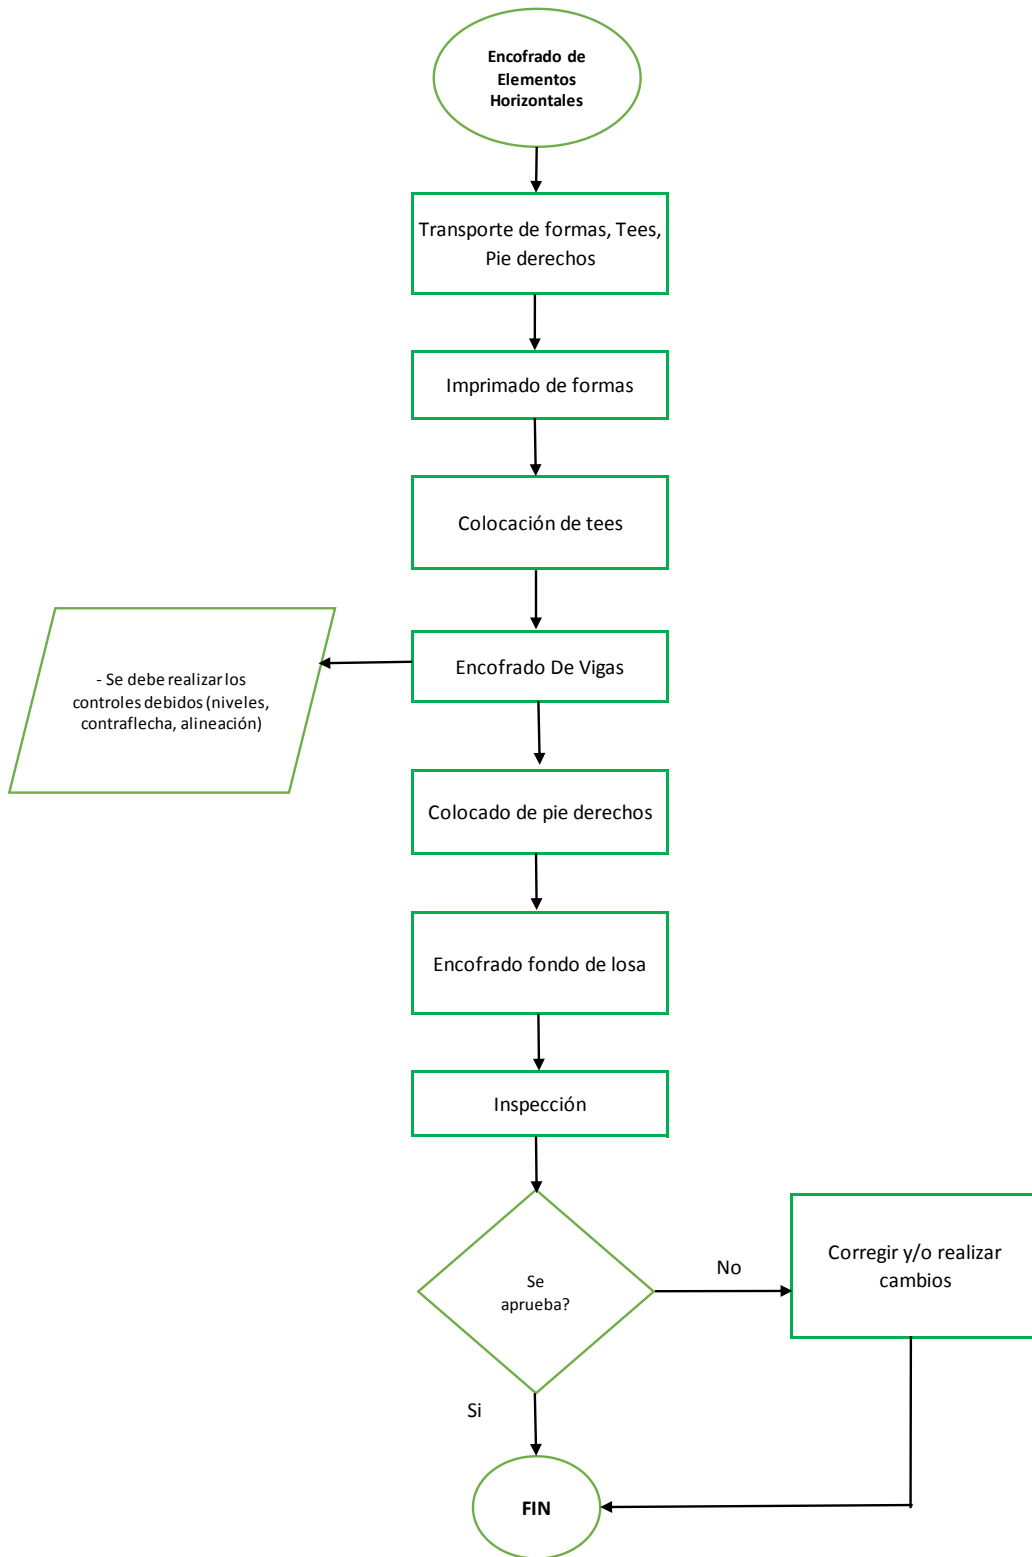 Encofrado de
Elementos
Horizontales
Transporte de formas, Tees,
Pie derechos
Imprimado de formas
Colocación de tees
Encofrado De Vigas
- Se debe realizar los
controles debidos (niveles,
contraflecha, alineación)
Colocado de pie derechos
Encofrado fondo de losa
Inspección
Se
aprueba?
No
Corregir y/o realizar
cambios
Si
FIN